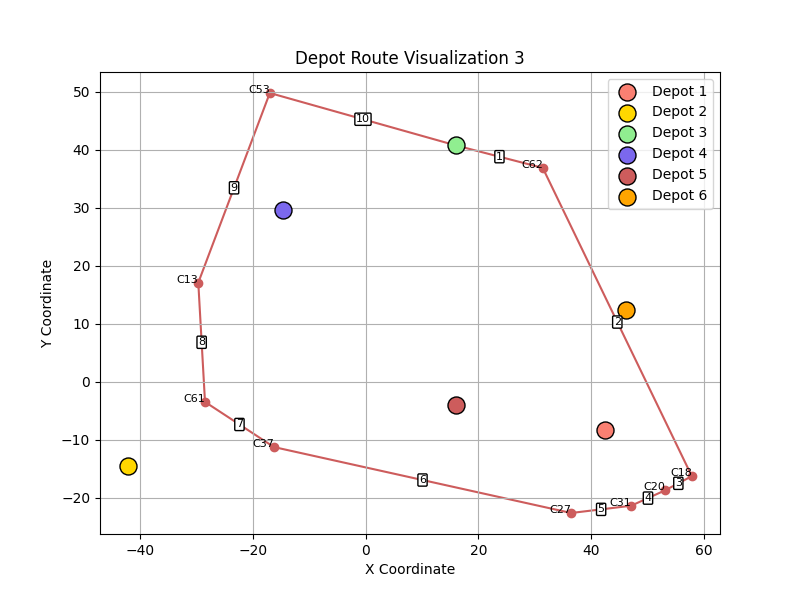 Depot Route Visualization 3
Depot 1
Depot 2
Depot 3
Depot 4
Depot 5
Depot 6
C53
10
1
C62
9
C13
2
8
C61
7
C37
6
C18
3
C20
4
C31
5
C27
50
40
30
20
10
0
−10
−20
Y Coordinate
−40
−20
0
20
40
60
X Coordinate